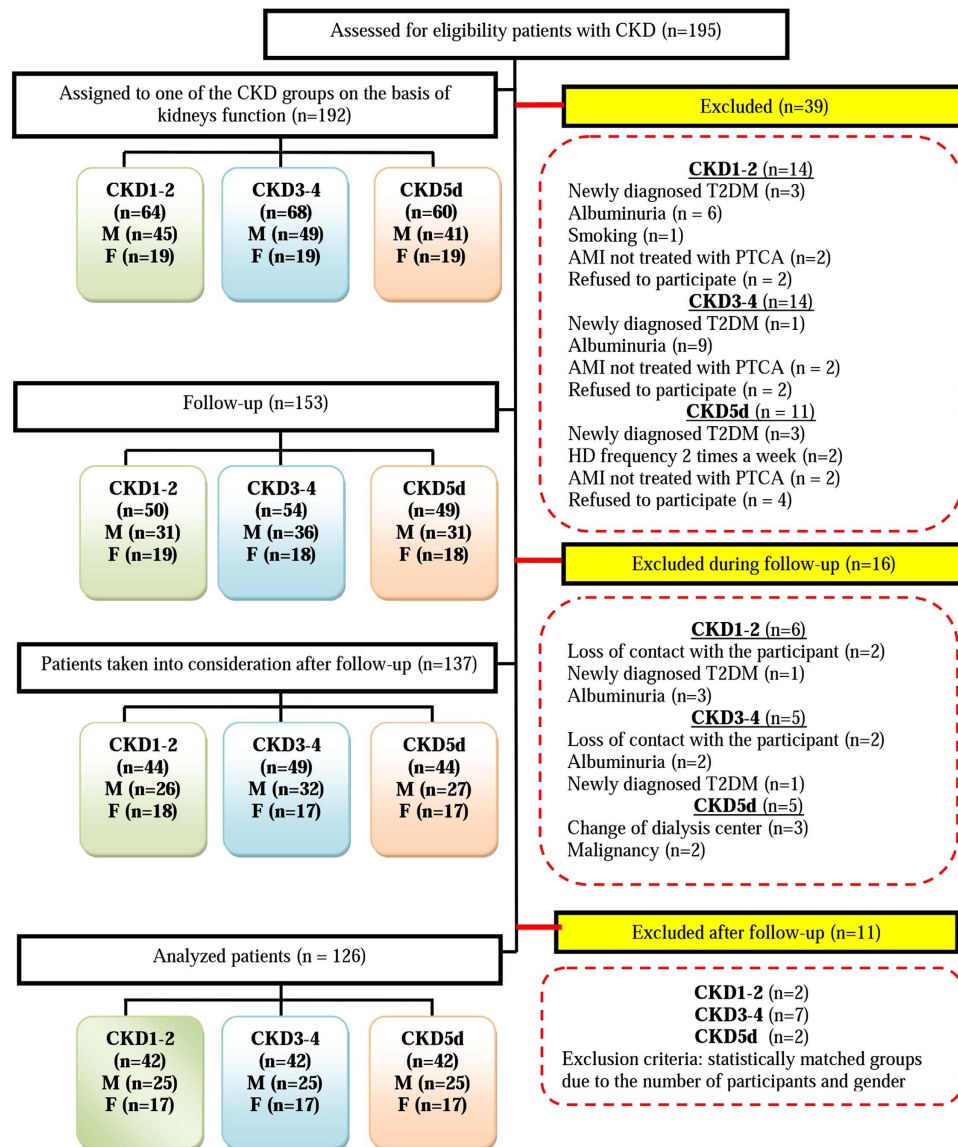 Assessed for eligibility patients with CKD (n=195)
Assigned to one of the CKD groups on the basis of
kidneys function (n=192)
CKD1-2
(n=64)
M (n=45)
F (n=19)
CKD3-4
(n=68)
M (n=49)
F (n=19)
CKD5d
(n=60)
M (n=41)
F (n=19)
Excluded (n=39)
CKD1-2 (n=14)
Newly diagnosed T2DM (n=3)
Albuminuria (n = 6)
Smoking (n=1)
AMI not treated with PTCA (n=2)
Refused to participate (n = 2)
CKD3-4 (n=14)
Newly diagnosed T2DM (n=1)
Albuminuria (n=9)
AMI not treated with PTCA (n = 2)
Refused to participate (n = 2)
CKD5d (n = 11)
Newly diagnosed T2DM (n=3)
HD frequency 2 times a week (n=2)
AMI not treated with PTCA (n = 2)
Refused to participate (n = 4)
Follow-up (n=153)
CKD1-2
(n=50)
M (n=31)
F (n=19)
CKD3-4
(n=54)
M (n=36)
F (n=18)
CKD5d
(n=49)
M (n=31)
F (n=18)
Excluded during follow-up (n=16)
CKD1-2 (n=6)
Loss of contact with the participant (n=2)
Newly diagnosed T2DM (n=1)
Albuminuria (n=3)
CKD3-4 (n=5)
Loss of contact with the participant (n=2)
Albuminuria (n=2)
Newly diagnosed T2DM (n=1)
CKD5d (n=5)
Change of dialysis center (n=3)
Malignancy (n=2)
Patients taken into consideration after follow-up (n=137)
CKD1-2
(n=44)
M (n=26)
F (n=18)
CKD3-4
(n=49)
M (n=32)
F (n=17)
CKD5d
(n=44)
M (n=27)
F (n=17)
Excluded after follow-up (n=11)
CKD1-2 (n=2)
CKD3-4 (n=7)
CKD5d (n=2)
Exclusion criteria: statistically matched groups
due to the number of participants and gender
Analyzed patients (n = 126)
CKD1-2
(n=42)
M (n=25)
F (n=17)
CKD3-4
(n=42)
M (n=25)
F (n=17)
CKD5d
(n=42)
M (n=25)
F (n=17)